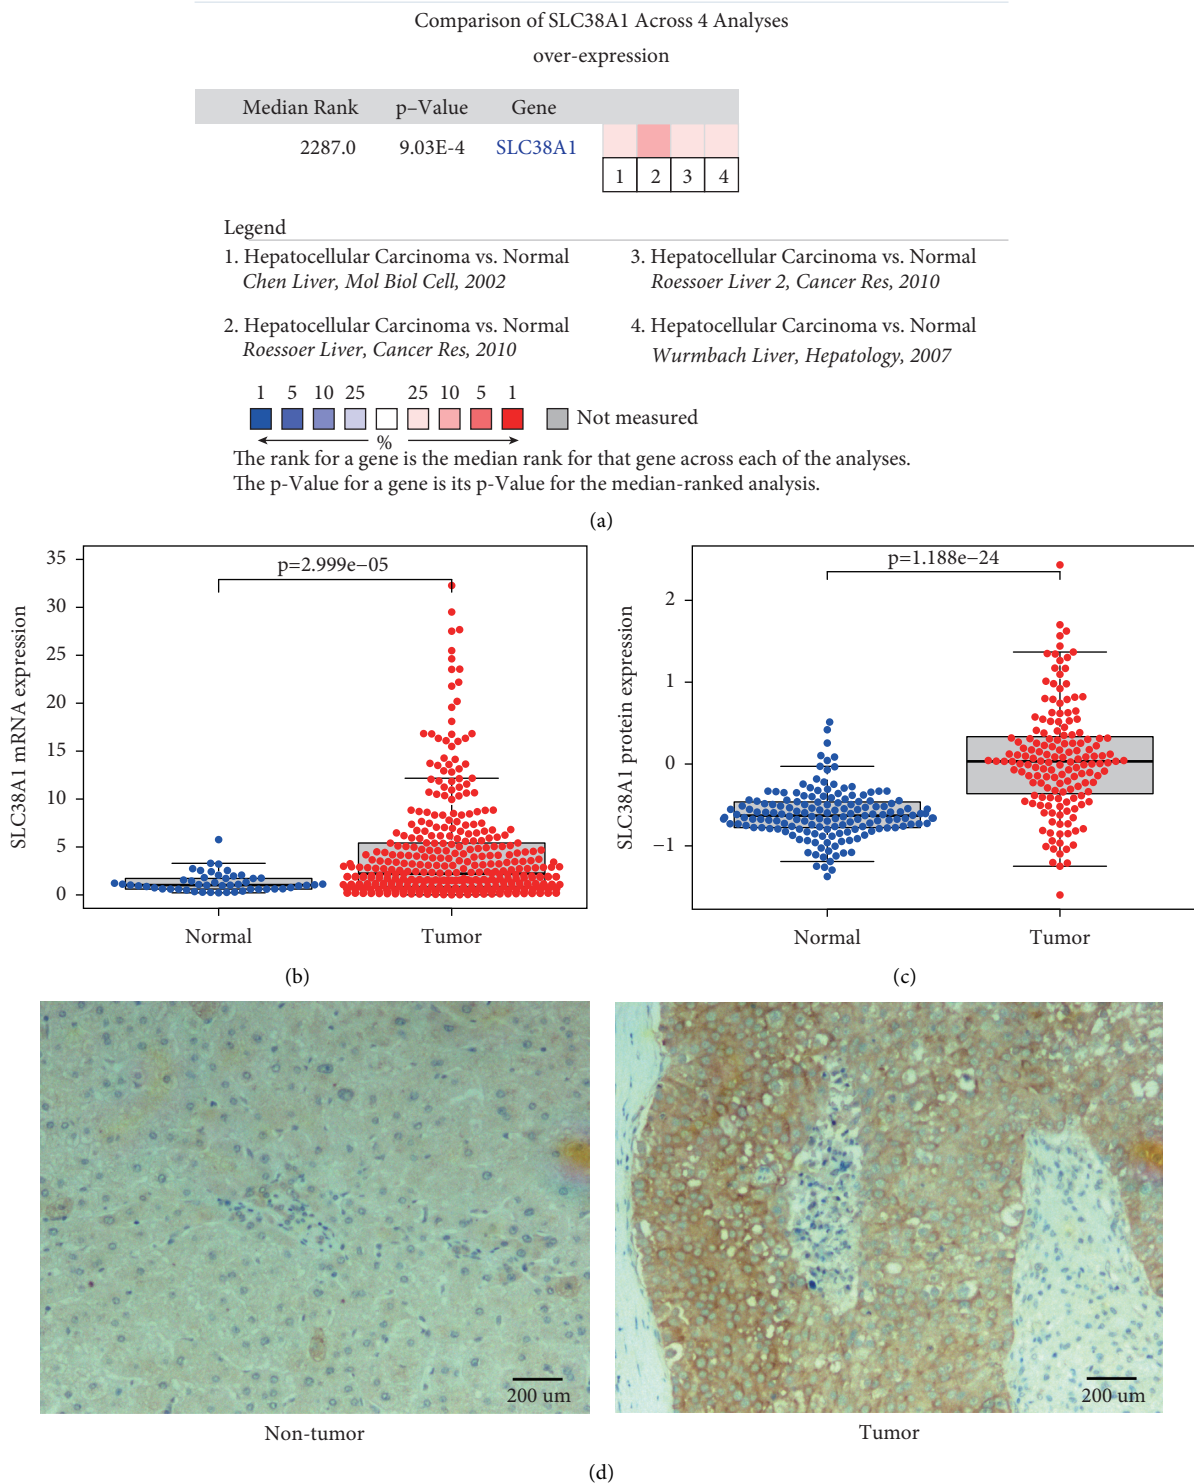 Comparison of SLC38A1 Across 4 Analyses
over-expression
Median Rank p–Value Gene
2287.0 9.03E-4 SLC38A1
1 2 3 4
Legend
1. Hepatocellular Carcinoma vs. Normal
Chen Liver, Mol Biol Cell, 2002
2. Hepatocellular Carcinoma vs. Normal
Roessoer Liver, Cancer Res, 2010
3. Hepatocellular Carcinoma vs. Normal
Roessoer Liver 2, Cancer Res, 2010
4. Hepatocellular Carcinoma vs. Normal
Wurmbach Liver, Hepatology, 2007
1 5 10 25 25 10 5 1
Not measured
%
The rank for a gene is the median rank for that gene across each of the analyses.
The p-Value for a gene is its p-Value for the median-ranked analysis.
(a)
SLC38A1 mRNA expression
35
30
25
20
15
10
5
0
p=2.999e−05
Normal Tumor
(b)
SLC38A1 protein expression
2
1
0
−1
p=1.188e−24
Normal Tumor
(c)
200 um
Non-tumor
200 um
Tumor
(d)